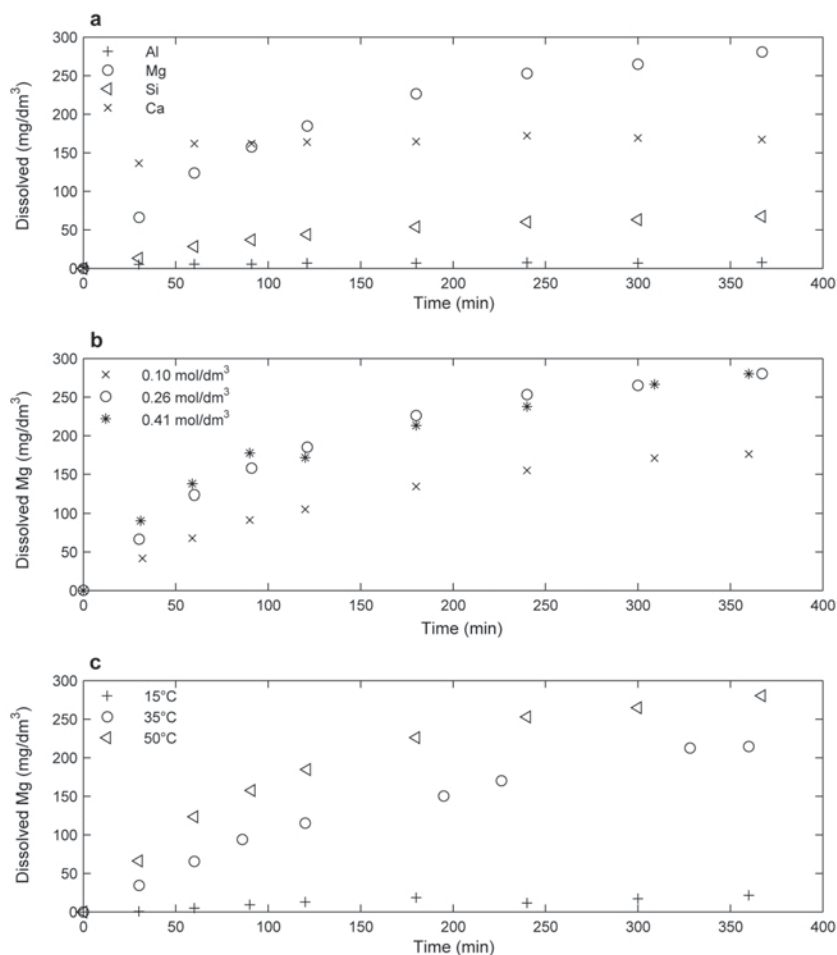 a
Dissolved (mg/dm³)
300
250
200
150
100
50
0
Al
Mg
Si
Ca
0 50 100 150 200 250 300 350 400
Time (min)
b
Dissolved Mg (mg/dm³)
300
250
200
150
100
50
0
0.10 mol/dm³
0.26 mol/dm³
0.41 mol/dm³
0 50 100 150 200 250 300 350 400
Time (min)
c
Dissolved Mg (mg/dm³)
300
250
200
150
100
50
0
15°C
35°C
50°C
0 50 100 150 200 250 300 350 400
Time (min)